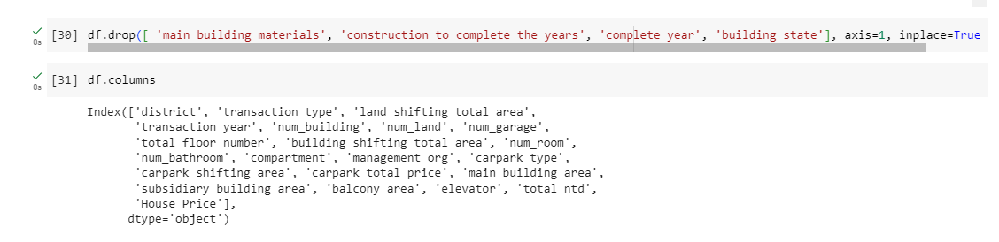 [30] df.drop([ 'main building materials', 'construction to complete the years', 'complete year', 'building state'], axis=1, inplace=True
0s
[31] df.columns
0s
Index(['district', 'transaction type', 'land shifting total area',
'transaction year', 'num_building', 'num_land', 'num_garage',
'total floor number', 'building shifting total area', 'num_room',
'num_bathroom', 'compartment', 'management org', 'carpark type',
'carpark shifting area', 'carpark total price', 'main building area',
'subsidiary building area', 'balcony area', 'elevator', 'total ntd',
'House Price'],
dtype='object')